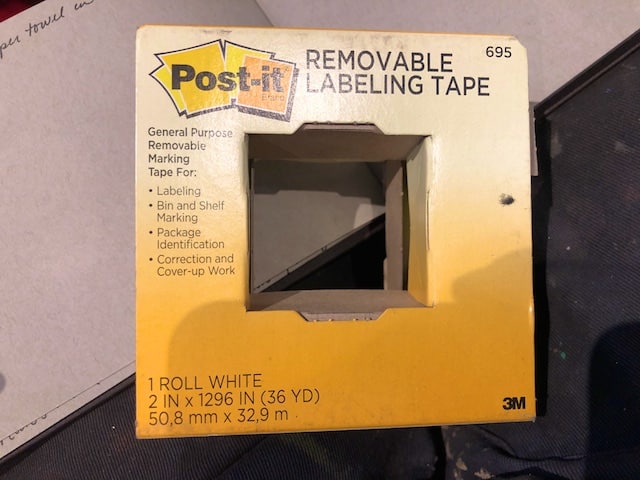 per towel
Post-it
REMOVABLE
LABELING TAPE
695
General Purpose
Removable
Marking
Tape For:
• Labeling
• Bin and Shelf
Marking
• Package
Identification
• Correction and
Cover-up Work
1 ROLL WHITE
2 IN x 1296 IN (36 YD)
50,8 mm x 32,9 m
3M